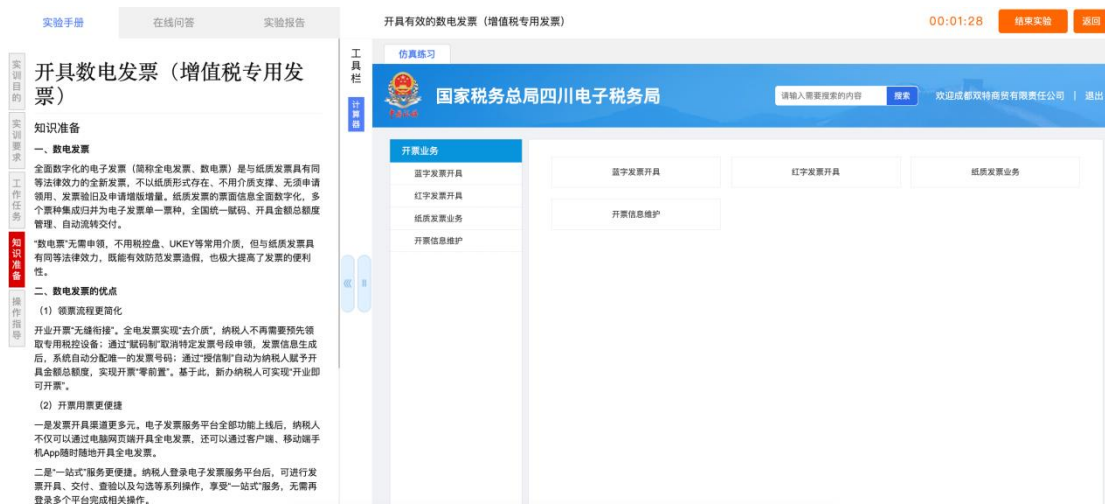 实验手册
在线问答
实验报告
开具有效的数电发票（增值税专用发票）
00:01:28
结束实验
返回
实训目的
实训要求
工作任务
知识准备
操作指导
开具数电发票（增值税专用发
票）
知识准备
一、数电发票
全面数字化的电子发票（简称全电发票、数电票）是与纸质发票具有同
等法律效力的全新发票，不以纸质形式存在、不用介质支撑、无须申请
领用、发票验旧及申请增版增量。纸质发票的票面信息全面数字化，多
个票种集成归并为电子发票单一票种，全国统一赋码、开具金额总额度
管理、自动流转交付。
“数电票”无需申领，不用税控盘、UKEY等常用介质，但与纸质发票具
有同等法律效力，既能有效防范发票造假，也极大提高了发票的便利
性。
二、数电发票的优点
（1）领票流程更简化
开业开票“无缝衔接”。全电发票实现“去介质”，纳税人不再需要预先领
取专用税控设备；通过“赋码制”取消特定发票号段申领，发票信息生成
后，系统自动分配唯一的发票号码；通过“授信制”自动为纳税人赋予开
具金额总额度，实现开票“零前置”。基于此，新办纳税人可实现“开业即
可开票”。
（2）开票用票更便捷
一是发票开具渠道更多元。电子发票服务平台全部功能上线后，纳税人
不仅可以通过电脑网页端开具全电发票，还可以通过客户端、移动端手
机App随时随地开具全电发票。
二是“一站式”服务更便捷。纳税人登录电子发票服务平台后，可进行发
票开具、交付、查验以及勾选等系列操作，享受“一站式”服务，无需再
登录多个平台完成相关操作。
工具栏
计算器
仿真练习
国家税务总局四川电子税务局
请输入需要搜索的内容
搜索
欢迎成都双特商贸有限责任公司 | 退出
开票业务
蓝字发票开具
红字发票开具
纸质发票业务
开票信息维护
蓝字发票开具
红字发票开具
纸质发票业务
开票信息维护